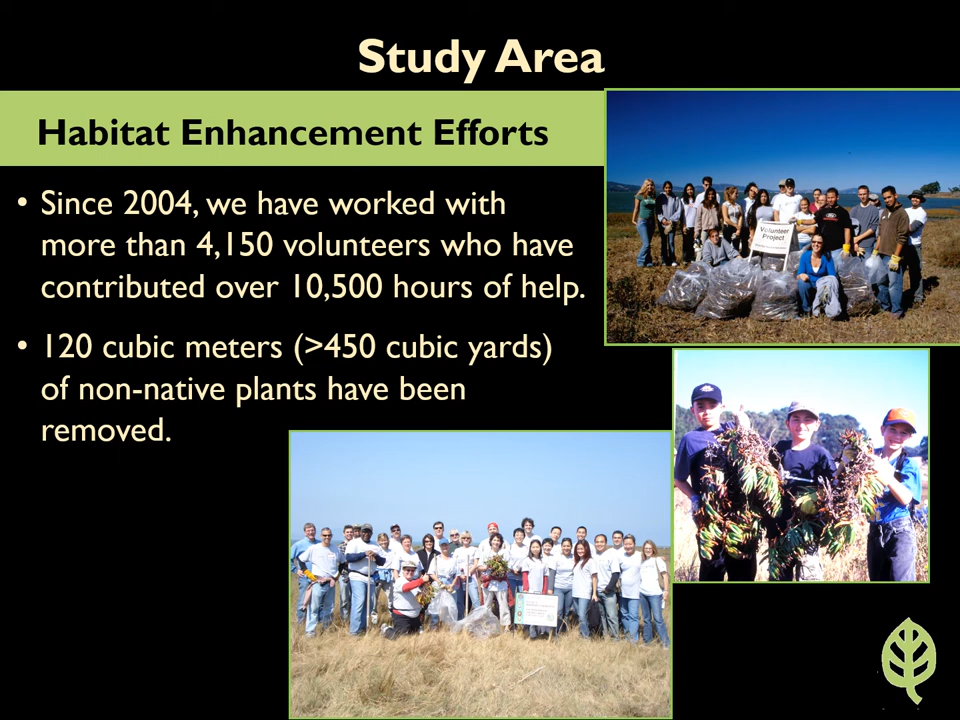 Study Area
Habitat Enhancement Efforts
• Since 2004, we have worked with
more than 4,150 volunteers who have
contributed over 10,500 hours of help.
• 120 cubic meters (>450 cubic yards)
of non-native plants have been
removed.
Volunteer
Project